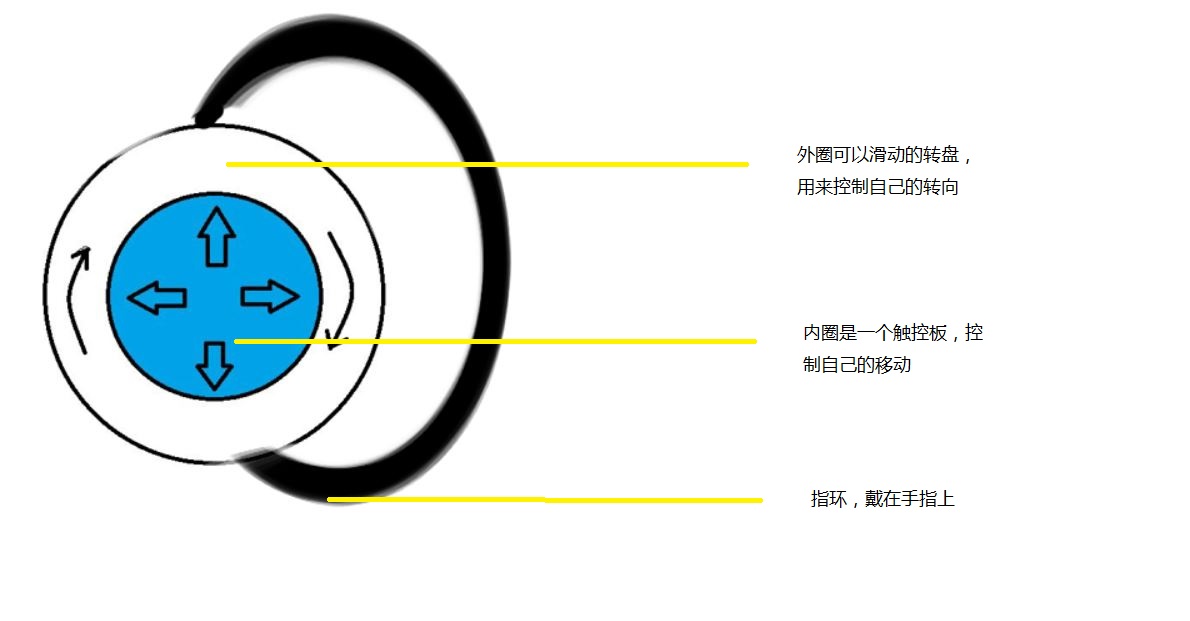 外圈可以滑动的转盘，
用来控制自己的转向
内圈是一个触控板，控
制自己的移动
指环，戴在手指上